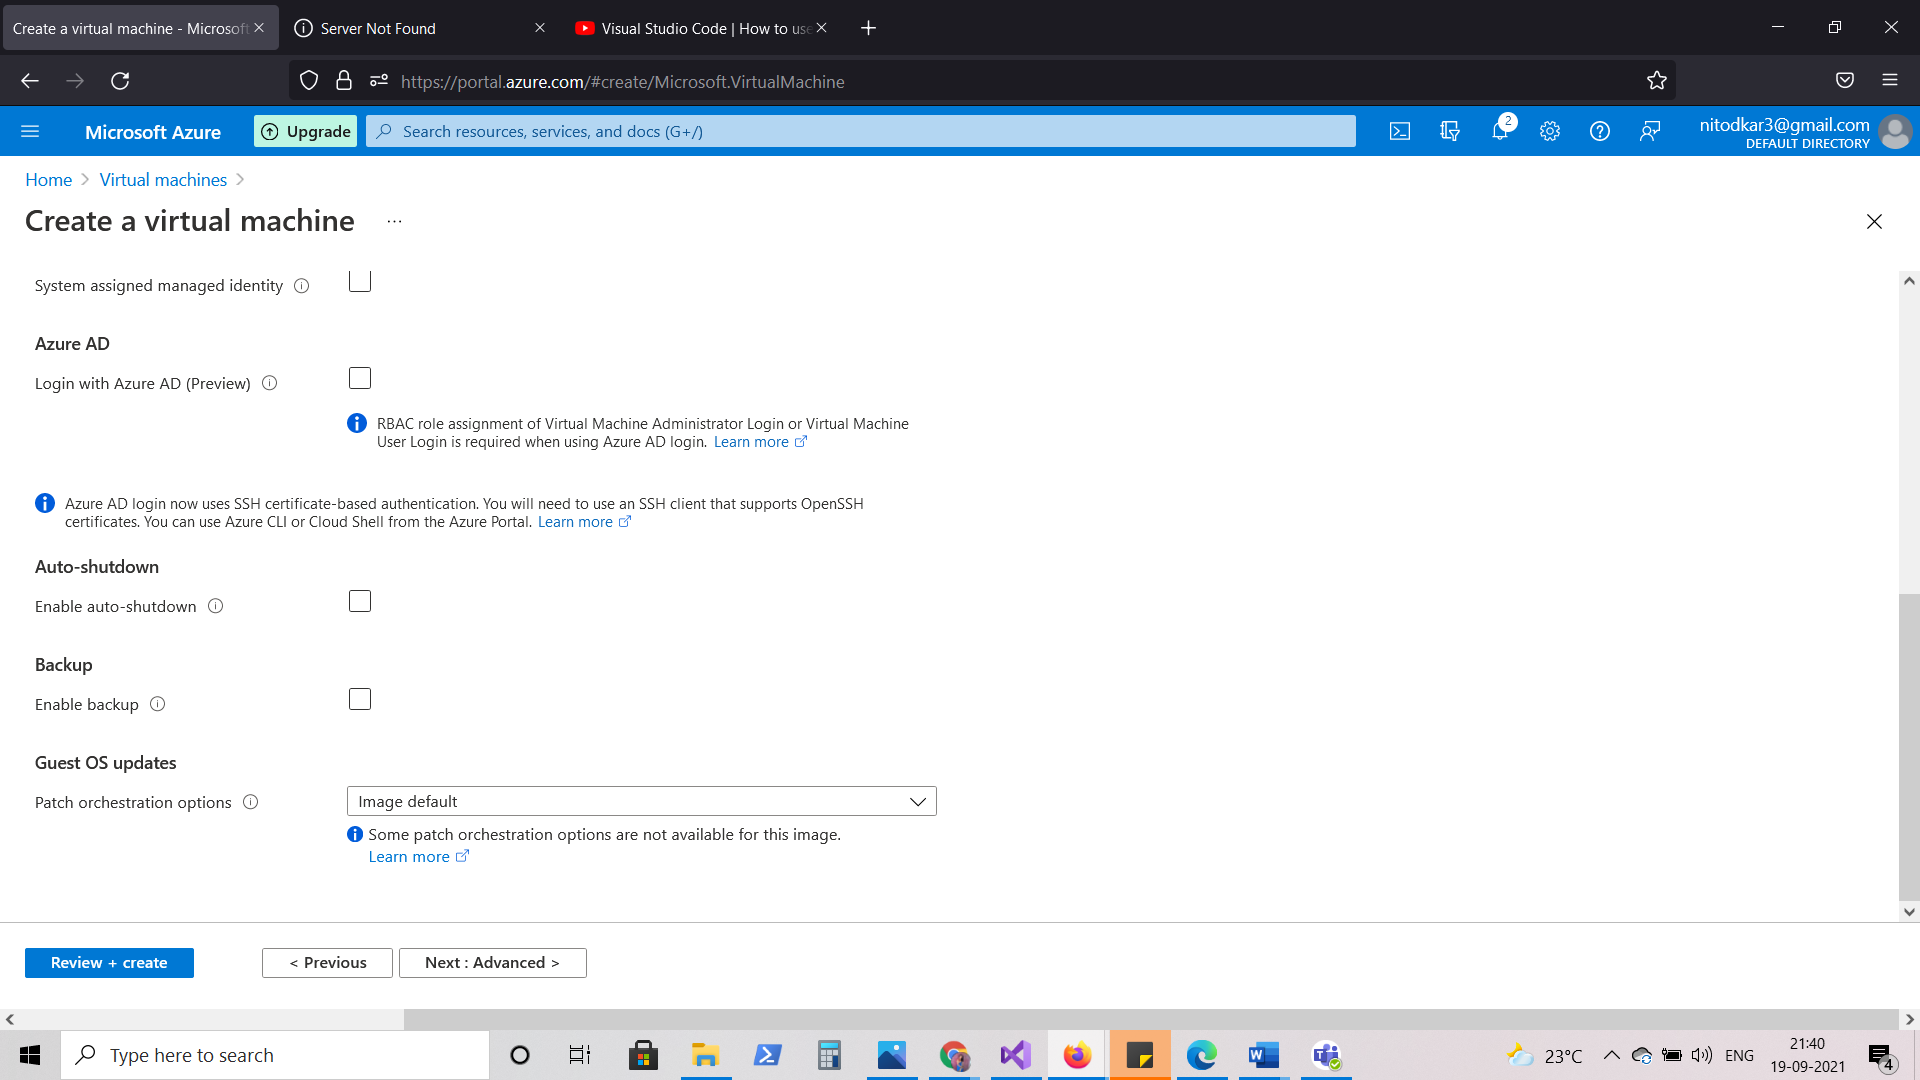 Create a virtual machine - Microsoft
Server Not Found
Visual Studio Code | How to use
https://portal.azure.com/#create/Microsoft.VirtualMachine
Microsoft Azure
Upgrade
Search resources, services, and docs (G+/)
2
nitodkar3@gmail.com
DEFAULT DIRECTORY
Home > Virtual machines >
Create a virtual machine ...
System assigned managed identity
Azure AD
Login with Azure AD (Preview)
RBAC role assignment of Virtual Machine Administrator Login or Virtual Machine
User Login is required when using Azure AD login. Learn more
Azure AD login now uses SSH certificate-based authentication. You will need to use an SSH client that supports OpenSSH
certificates. You can use Azure CLI or Cloud Shell from the Azure Portal. Learn more
Auto-shutdown
Enable auto-shutdown
Backup
Enable backup
Guest OS updates
Patch orchestration options
Image default
Some patch orchestration options are not available for this image.
Learn more
Review + create
< Previous
Next : Advanced >
Type here to search
23°C
ENG
21:40
19-09-2021
4